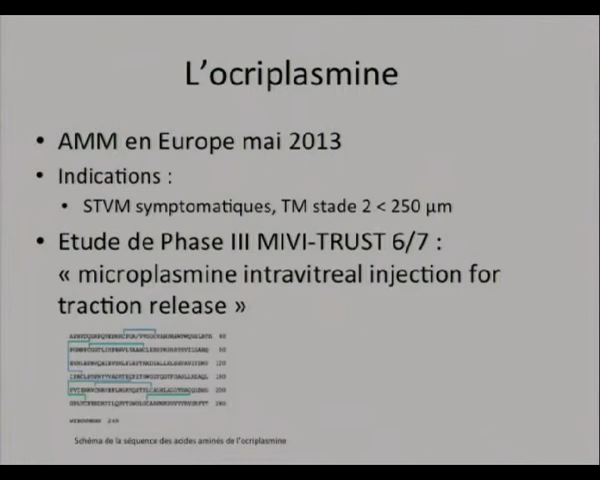 L'ocriplasmine
• AMM en Europe mai 2013
• Indications :
• STVM symptomatiques, TM stade 2 < 250 µm
• Etude de Phase III MIVI-TRUST 6/7 :
« microplasmine intravitreal injection for
traction release »
Schéma de la séquence des acides aminés de l'ocriplasmine